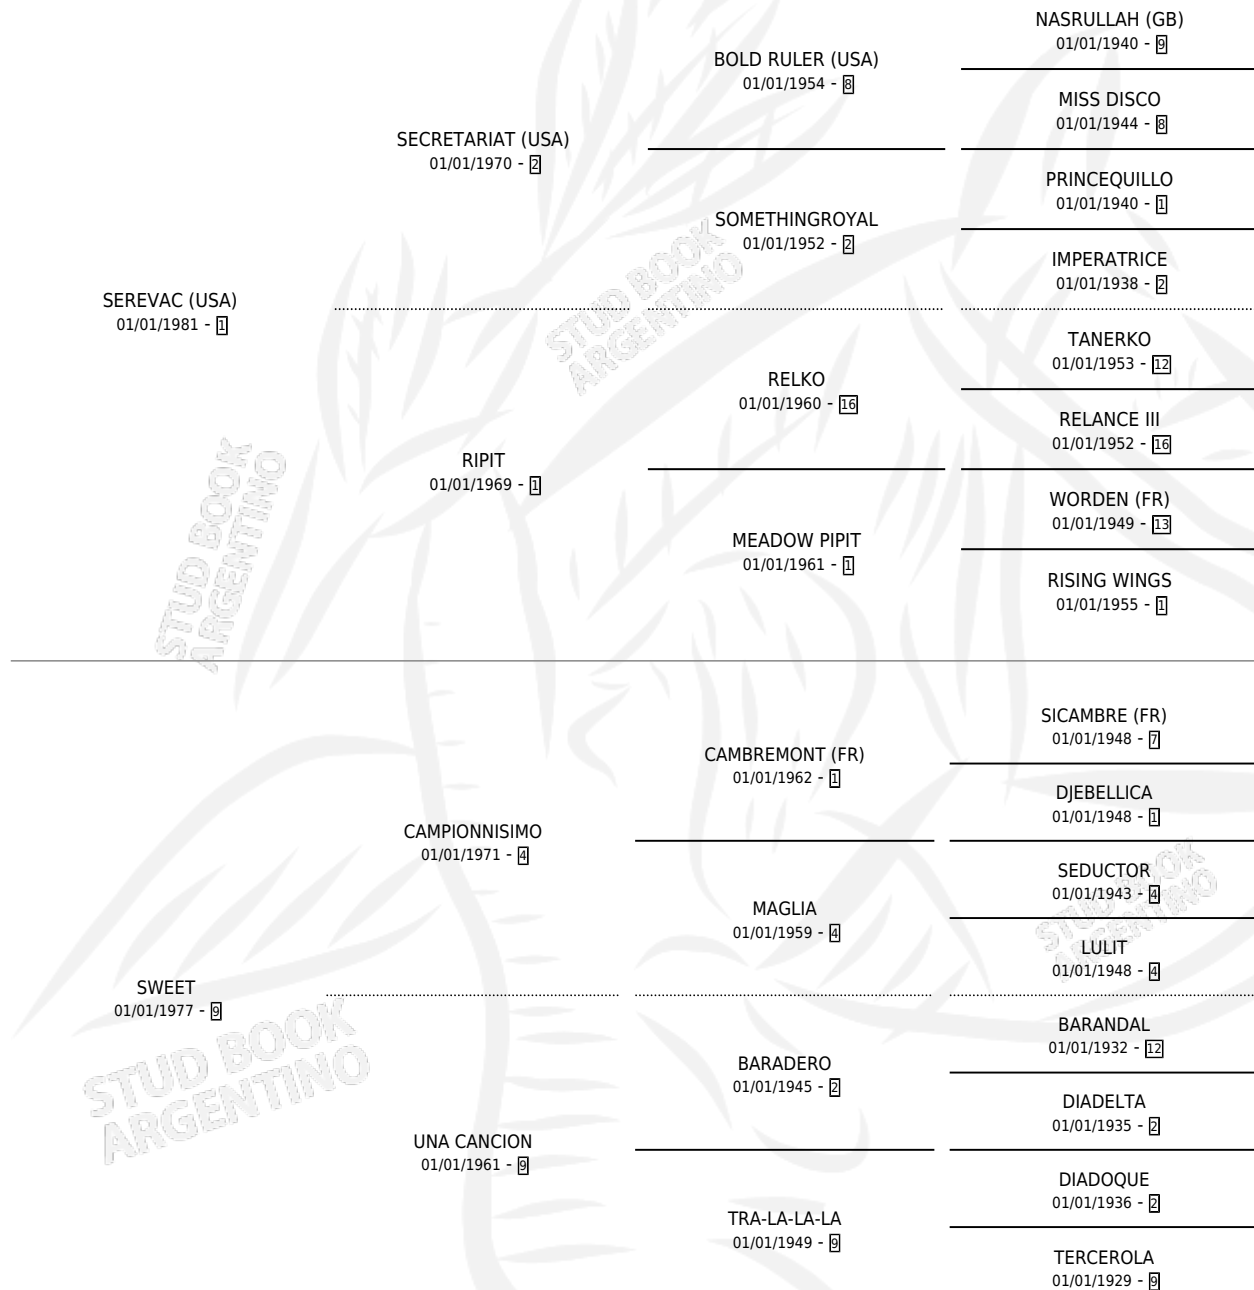 NASRULLAH (GB)
01/01/1940 - 9
BOLD RULER (USA)
01/01/1954 - 8
MISS DISCO
01/01/1944 - 8
SECRETARIAT (USA)
01/01/1970 - 2
PRINCEQUILLO
01/01/1940 - 1
SOMETHINGROYAL
01/01/1952 - 2
IMPERATRICE
01/01/1938 - 2
SEREVAC (USA)
01/01/1981 - 1
TANERKO
01/01/1953 - 12
RELKO
01/01/1960 - 16
RELANCE III
01/01/1952 - 16
RIPIT
01/01/1969 - 1
WORDEN (FR)
01/01/1949 - 13
MEADOW PIPIT
01/01/1961 - 1
RISING WINGS
01/01/1955 - 1
SICAMBRE (FR)
01/01/1948 - 7
CAMBREMONT (FR)
01/01/1962 - 1
DJEBELLICA
01/01/1948 - 1
CAMPIONNISIMO
01/01/1971 - 4
SEDUCTOR
01/01/1943 - 4
MAGLIA
01/01/1959 - 4
LULIT
01/01/1948 - 4
SWEET
01/01/1977 - 9
BARANDAL
01/01/1932 - 12
BARADERO
01/01/1945 - 2
DIADELTA
01/01/1935 - 2
UNA CANCION
01/01/1961 - 9
DIADOQUE
01/01/1936 - 2
TRA-LA-LA-LA
01/01/1949 - 9
TERCEROLA
01/01/1929 - 9
STUD BOOK
ARGENTINO
STUD BOOK
ARGENTINO
STUD BOOK
ARGENTINO
STUD BOOK
ARGENTINO